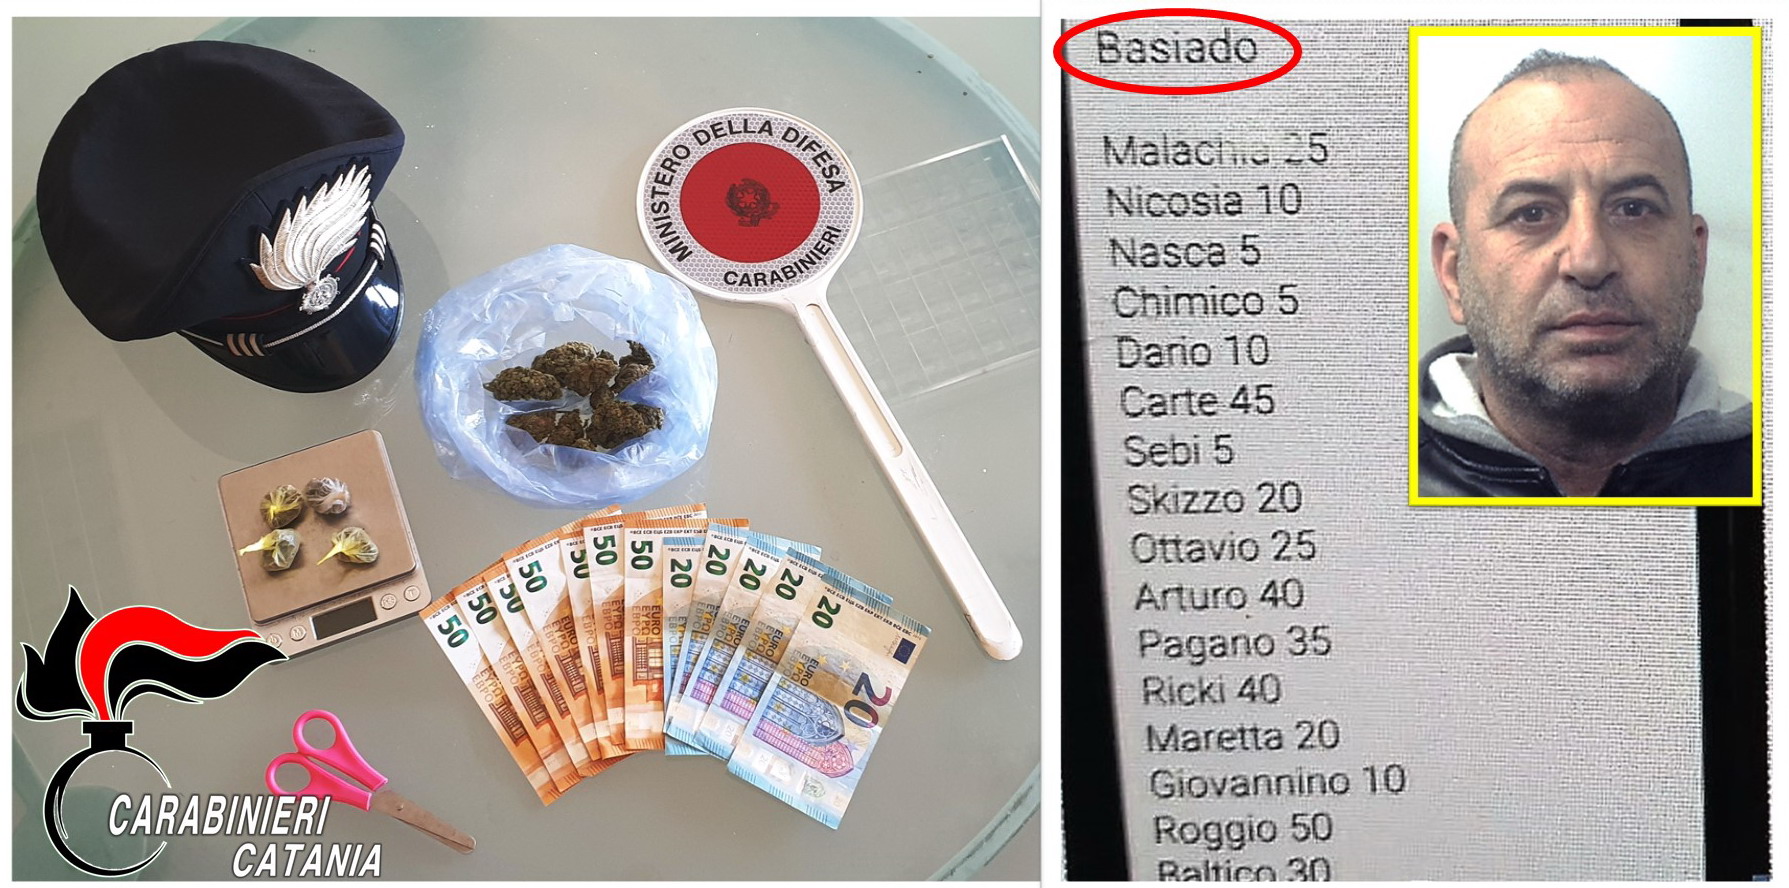 MINISTERO DELLA DIFESA
CARABINIERI
50
50
50
50
50
50
50
20
20
20
20
20
20
CARABINIERI
CATANIA
Basiado
Malachia 25
Nicosia 10
Nasca 5
Chimico 5
Dario 10
Carte 45
Sebi 5
Skizzo 20
Ottavio 25
Arturo 40
Pagano 35
Ricki 40
Maretta 20
Giovannino 10
Roggio 50
Baltico 30